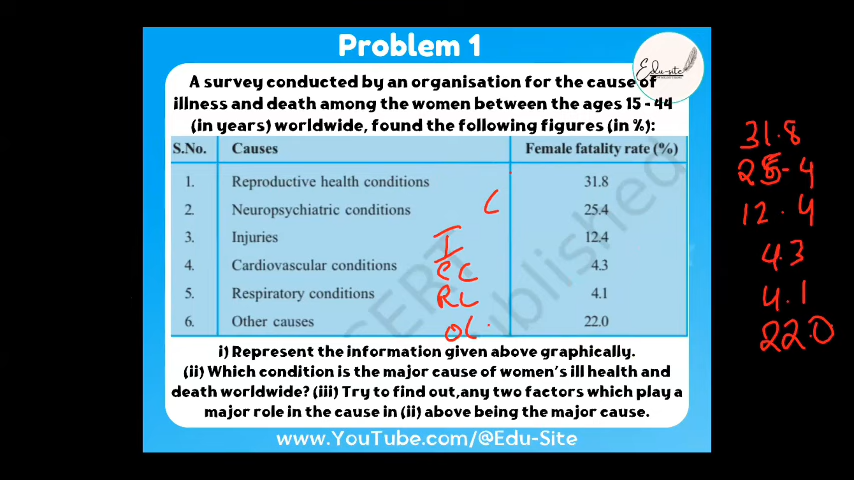 Problem 1
Edu-site
A survey conducted by an organisation for the cause of
illness and death among the women between the ages 15 - 44
(in years) worldwide, found the following figures (in %):
S.No. Causes Female fatality rate (%)
1. Reproductive health conditions 31.8
2. Neuropsychiatric conditions 25.4
3. Injuries 12.4
4. Cardiovascular conditions 4.3
5. Respiratory conditions 4.1
6. Other causes 22.0
C
I
CC
RC
OC
i) Represent the information given above graphically.
(ii) Which condition is the major cause of women's ill health and
death worldwide? (iii) Try to find out,any two factors which play a
major role in the cause in (ii) above being the major cause.
www.YouTube.com/@Edu-Site
31.8
25.4
12.4
4.3
4.1
22.0